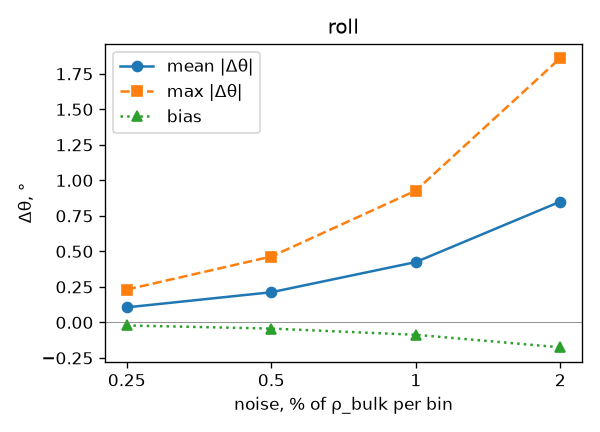 roll
mean |Δθ|
max |Δθ|
bias
Δθ, °
1.75
1.50
1.25
1.00
0.75
0.50
0.25
0.00
−0.25
0.25 0.5 1 2
noise, % of ρ_bulk per bin